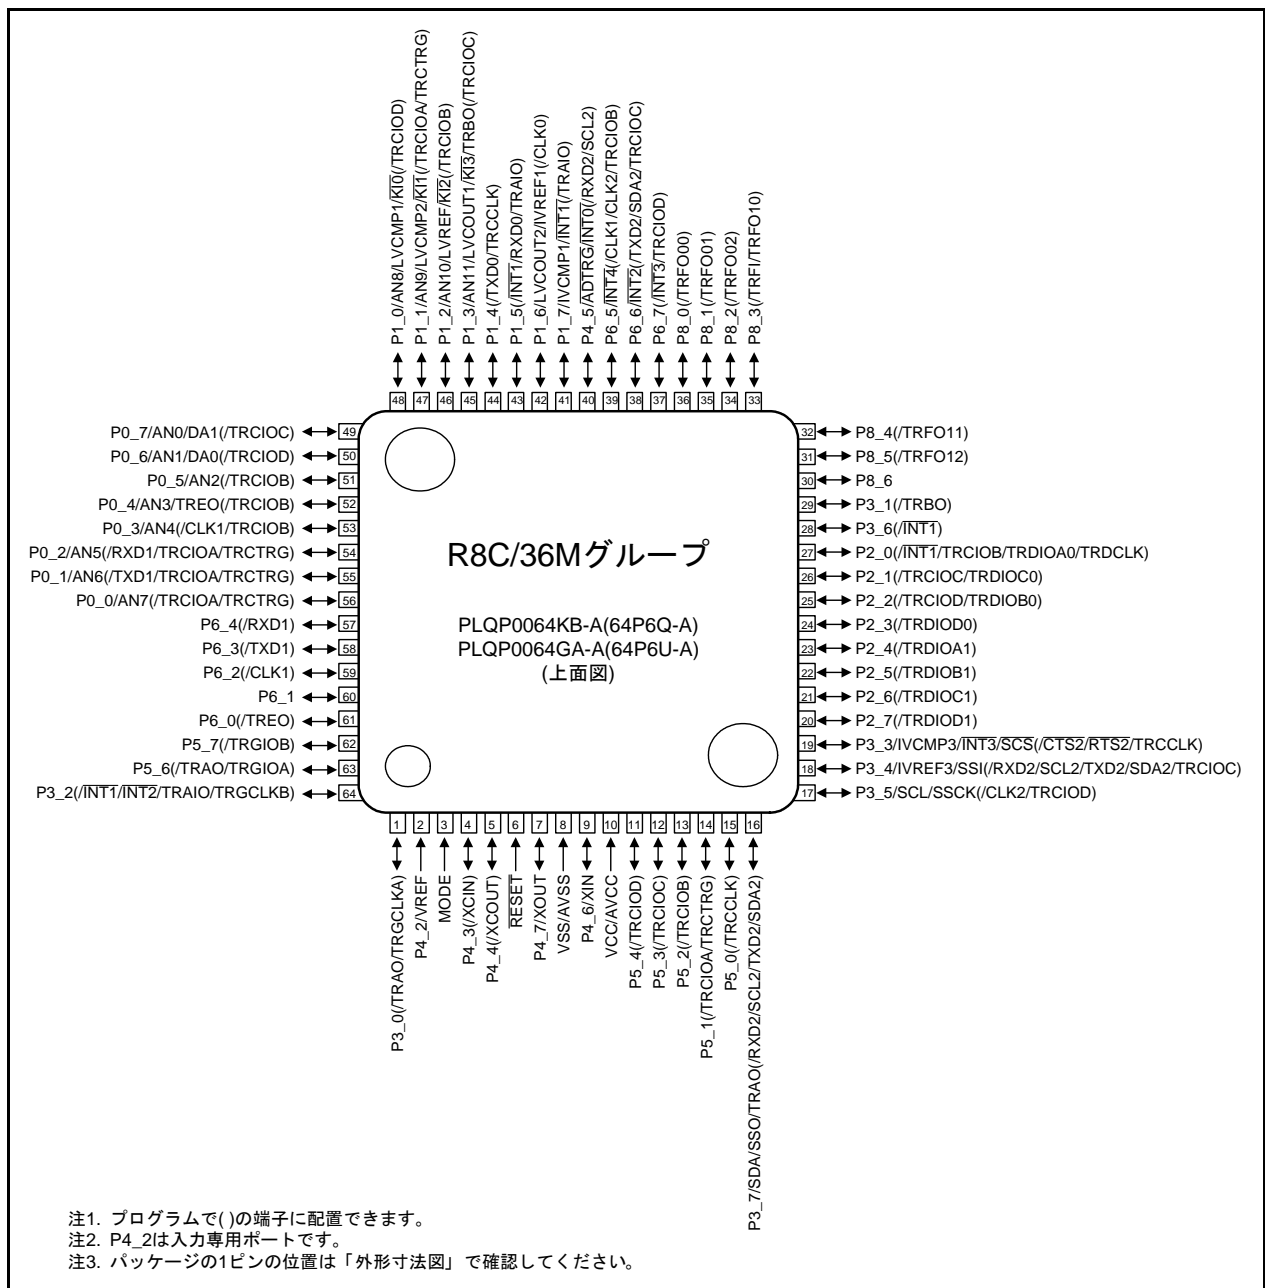 P1_0/AN8/LVCMP1/KI0(/TRCIOD)
P1_1/AN9/LVCMP2/KI1(/TRCIOA/TRCTRG)
P1_2/AN10/LVREF/KI2(/TRCIOB)
P1_3/AN11/LVCOUT1/KI3/TRBO(/TRCIOC)
P1_4(/TXD0/TRCCLK)
P1_5(/INT1/RXD0/TRAIO)
P1_6/LVCOUT2/IVREF1(/CLK0)
P1_7/IVCMP1/INT1(/TRAIO)
P4_5/ADTRG/INT0(/RXD2/SCL2)
P6_5/INT4(/CLK1/CLK2/TRCIOB)
P6_6/INT2(/TXD2/SDA2/TRCIOC)
P6_7(/INT3/TRCIOD)
P8_0(/TRFO00)
P8_1(/TRFO01)
P8_2(/TRFO02)
P8_3(/TRFI/TRFO10)
48 47 46 45 44 43 42 41 40 39 38 37 36 35 34 33
P0_7/AN0/DA1(/TRCIOC) 49
P0_6/AN1/DA0(/TRCIOD) 50
P0_5/AN2(/TRCIOB) 51
P0_4/AN3/TREO(/TRCIOB) 52
P0_3/AN4(/CLK1/TRCIOB) 53
P0_2/AN5(/RXD1/TRCIOA/TRCTRG) 54
P0_1/AN6(/TXD1/TRCIOA/TRCTRG) 55
P0_0/AN7(/TRCIOA/TRCTRG) 56
P6_4(/RXD1) 57
P6_3(/TXD1) 58
P6_2(/CLK1) 59
P6_1 60
P6_0(/TREO) 61
P5_7(/TRGIOB) 62
P5_6(/TRAO/TRGIOA) 63
P3_2(/INT1/INT2/TRAIO/TRGCLKB) 64
R8C/36Mグループ
PLQP0064KB-A(64P6Q-A)
PLQP0064GA-A(64P6U-A)
(上面図)
32 P8_4(/TRFO11)
31 P8_5(/TRFO12)
30 P8_6
29 P3_1(/TRBO)
28 P3_6(/INT1)
27 P2_0(/INT1/TRCIOB/TRDIOA0/TRDCLK)
26 P2_1(/TRCIOC/TRDIOC0)
25 P2_2(/TRCIOD/TRDIOB0)
24 P2_3(/TRDIOD0)
23 P2_4(/TRDIOA1)
22 P2_5(/TRDIOB1)
21 P2_6(/TRDIOC1)
20 P2_7(/TRDIOD1)
19 P3_3/IVCMP3/INT3/SCS(/CTS2/RTS2/TRCCLK)
18 P3_4/IVREF3/SSI(/RXD2/SCL2/TXD2/SDA2/TRCIOC)
17 P3_5/SCL/SSCK(/CLK2/TRCIOD)
1 2 3 4 5 6 7 8 9 10 11 12 13 14 15 16
P3_0(/TRAO/TRGCLKA)
P4_2/VREF
MODE
P4_3(/XCIN)
P4_4(/XCOUT)
RESET
P4_7/XOUT
VSS/AVSS
P4_6/XIN
VCC/AVCC
P5_4(/TRCIOD)
P5_3(/TRCIOC)
P5_2(/TRCIOB)
P5_1(/TRCIOA/TRCTRG)
P5_0(/TRCCLK)
P3_7/SDA/SSO/TRAO(/RXD2/SCL2/TXD2/SDA2)
注1. プログラムで( )の端子に配置できます。
注2. P4_2は入力専用ポートです。
注3. パッケージの1ピンの位置は「外形寸法図」で確認してください。